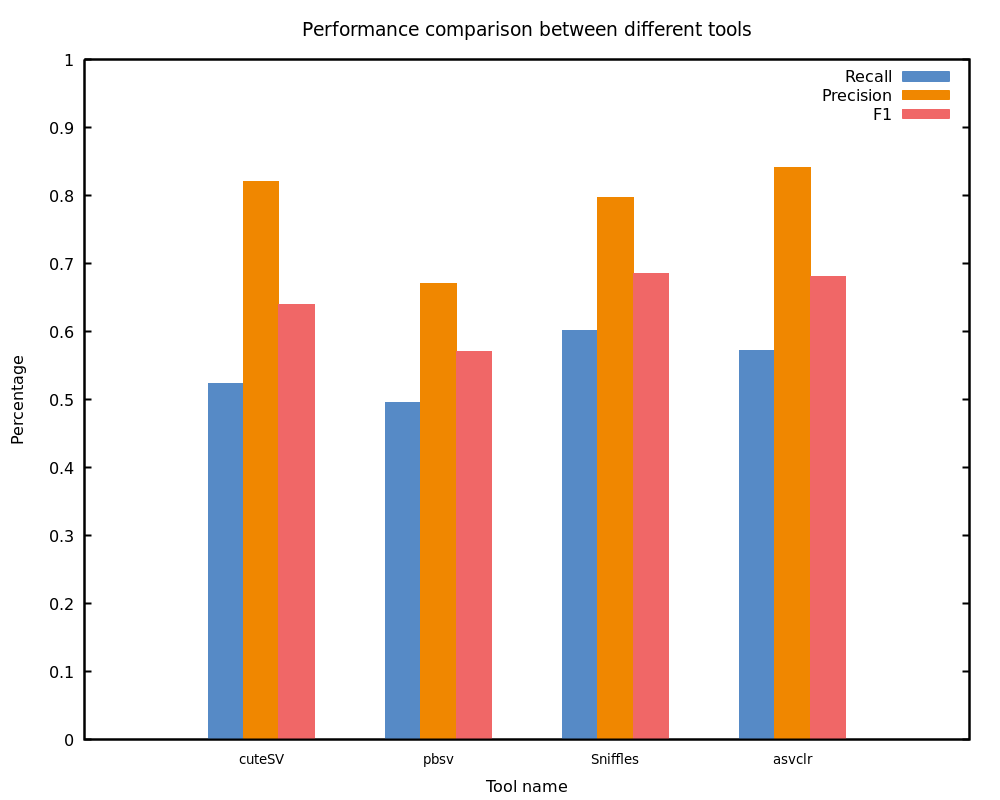 Performance comparison between different tools
Recall
Precision
F1
1
0.9
0.8
0.7
0.6
0.5
0.4
0.3
0.2
0.1
0
Percentage
cuteSV pbsv Sniffles asvclr
Tool name